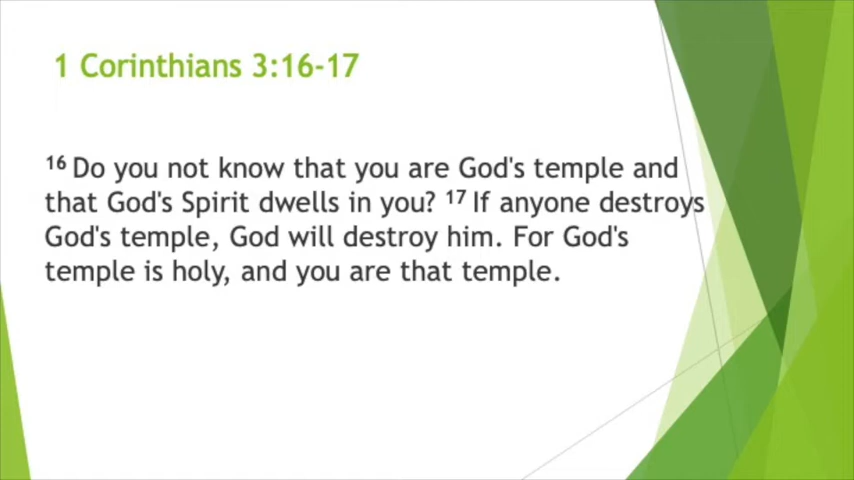 1 Corinthians 3:16-17
16 Do you not know that you are God's temple and
that God's Spirit dwells in you? 17 If anyone destroys
God's temple, God will destroy him. For God's
temple is holy, and you are that temple.